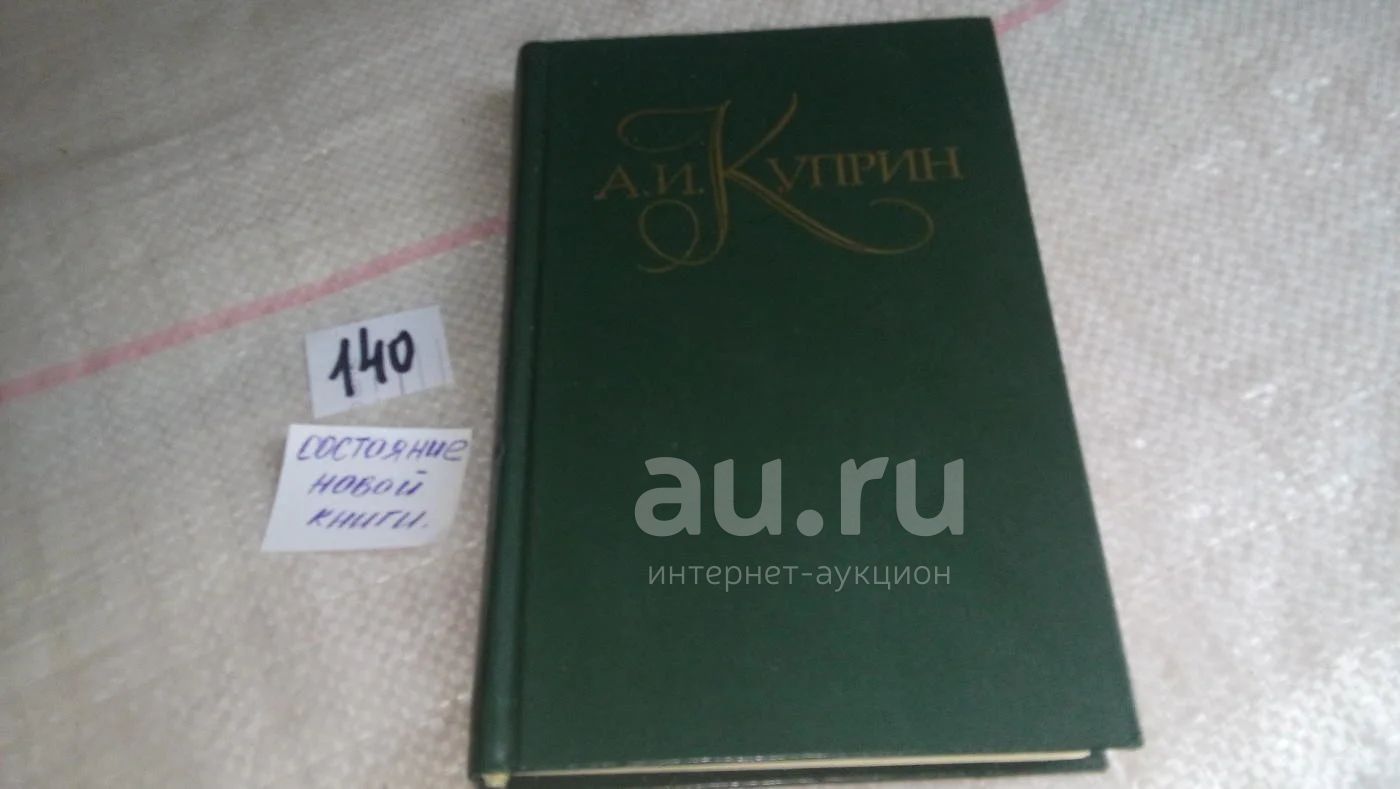 А.И.КУПРИН
140
состояние
новой
книги.
au.ru
интернет-аукцион